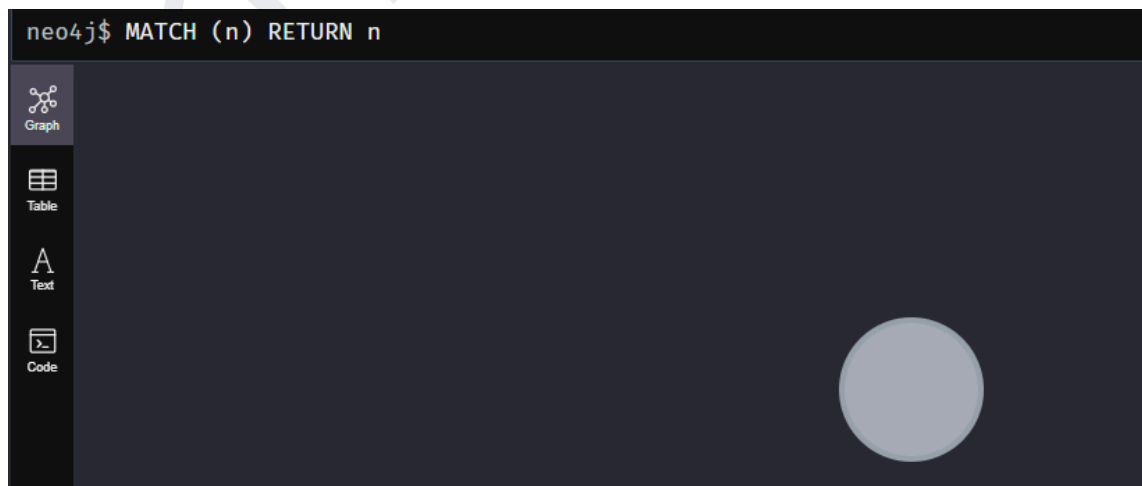 neo4j$ MATCH (n) RETURN n
Graph
Table
Text
Code